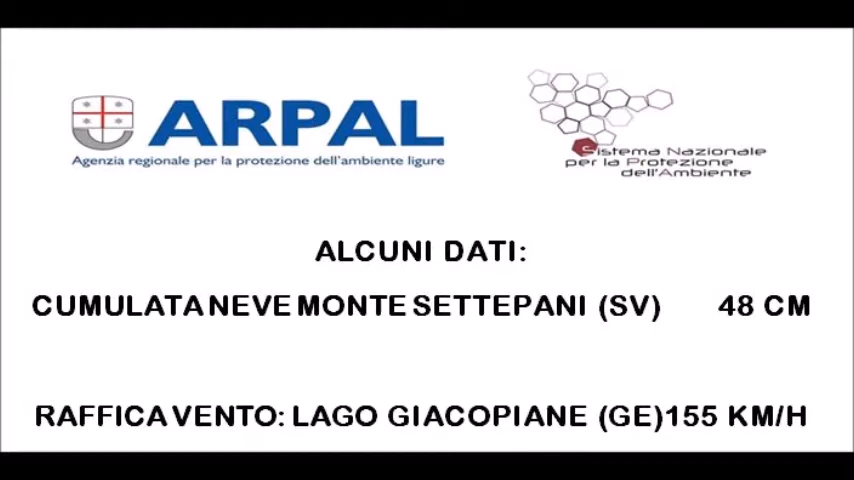 ARPAL
Agenzia regionale per la protezione dell'ambiente ligure
Sistema Nazionale
per la Protezione
dell'Ambiente
ALCUNI DATI:
CUMULATA NEVE MONTE SETTEPANI (SV) 48 CM
RAFFICA VENTO: LAGO GIACOPIANE (GE)155 KM/H